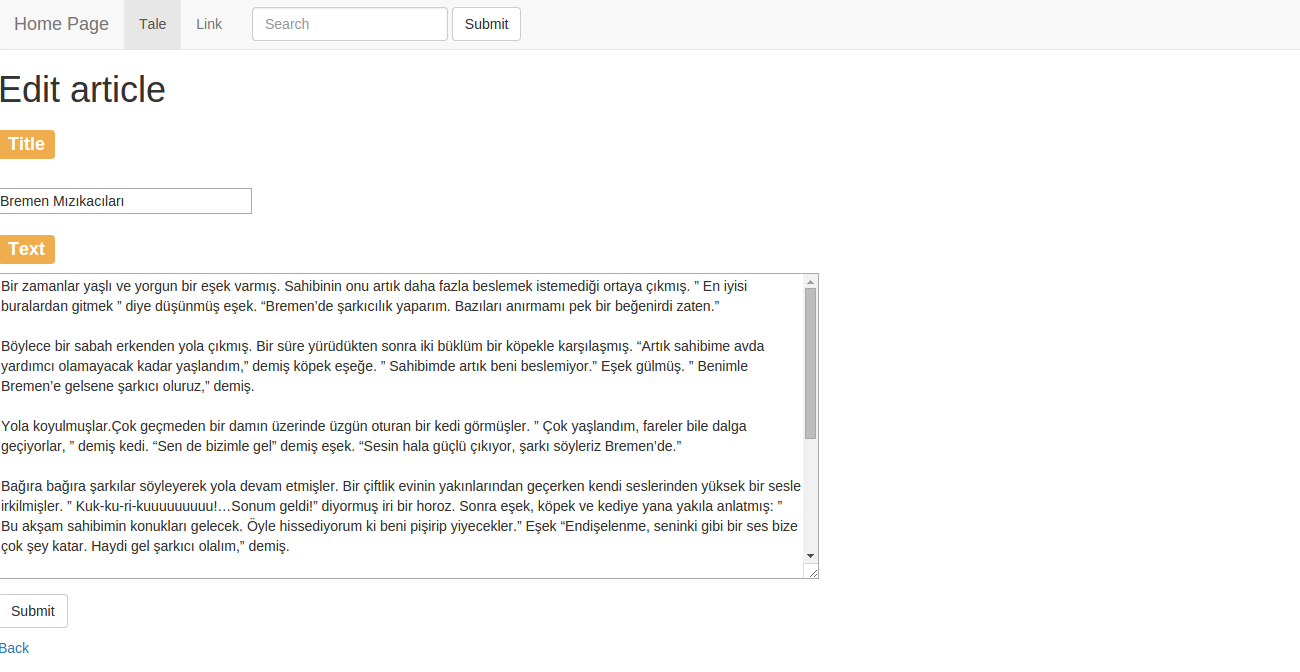 Home Page Tale Link Search Submit
Edit article
Title
Bremen Mızıkacıları
Text
Bir zamanlar yaşlı ve yorgun bir eşek varmış. Sahibinin onu artık daha fazla beslemek istemediği ortaya çıkmış. ” En iyisi
buralardan gitmek ” diye düşünmüş eşek. “Bremen’de şarkıcılık yaparım. Bazıları anırmamı pek bir beğenirdi zaten.”
Böylece bir sabah erkenden yola çıkmış. Bir süre yürüdükten sonra iki büklüm bir köpekle karşılaşmış. “Artık sahibime avda
yardımcı olamayacak kadar yaşlandım,” demiş köpek eşeğe. ” Sahibimde artık beni beslemiyor.” Eşek gülmüş. ” Benimle
Bremen’e gelsene şarkıcı oluruz,” demiş.
Yola koyulmuşlar.Çok geçmeden bir damın üzerinde üzgün oturan bir kedi görmüşler. ” Çok yaşlandım, fareler bile dalga
geçiyorlar, ” demiş kedi. “Sen de bizimle gel” demiş eşek. “Sesin hala güçlü çıkıyor, şarkı söyleriz Bremen’de.”
Bağıra bağıra şarkılar söyleyerek yola devam etmişler. Bir çiftlik evinin yakınlarından geçerken kendi seslerinden yüksek bir sesle
irkilmişler. ” Kuk-ku-ri-kuuuuuuuuu!…Sonum geldi!” diyormuş iri bir horoz. Sonra eşek, köpek ve kediye yana yakıla anlatmış: ”
Bu akşam sahibimin konukları gelecek. Öyle hissediyorum ki beni pişirip yiyecekler.” Eşek “Endişelenme, seninki gibi bir ses bize
çok şey katar. Haydi gel şarkıcı olalım,” demiş.
Submit
Back